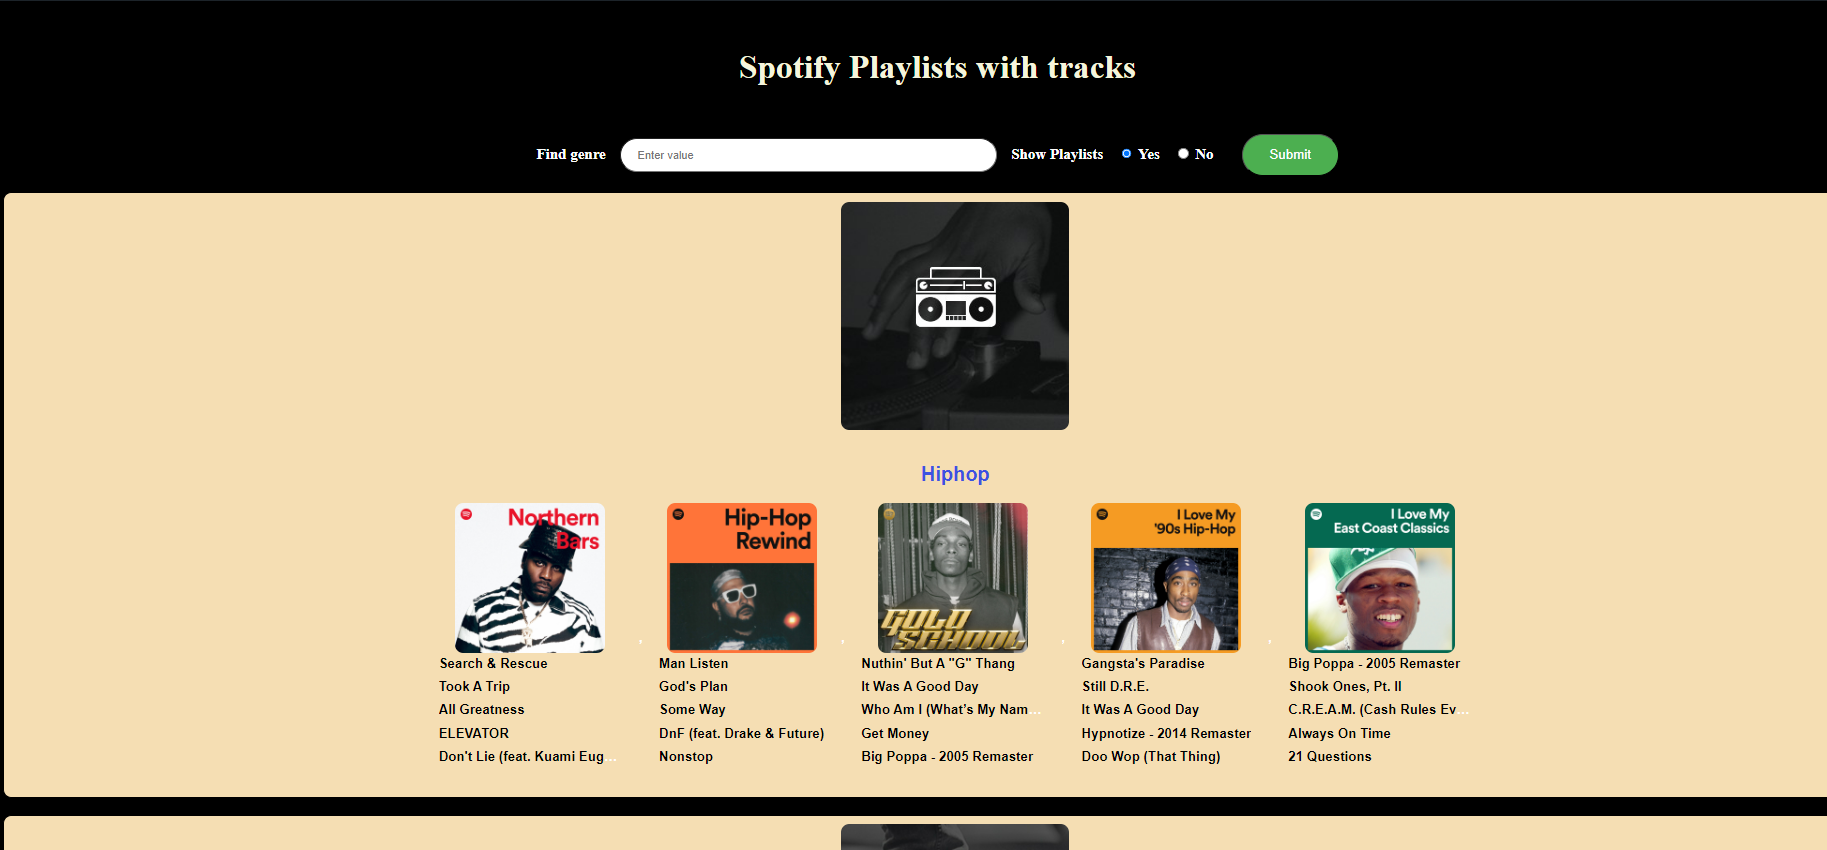 Spotify Playlists with tracks
Find genre Enter value Show Playlists Yes No Submit
Hiphop
Northern
Bars
Hip-Hop
Rewind
GOLD
SCHOOL
I Love My
'90s Hip-Hop
I Love My
East Coast Classics
Search & Rescue
Took A Trip
All Greatness
ELEVATOR
Don't Lie (feat. Kuami Eug...
Man Listen
God's Plan
Some Way
DnF (feat. Drake & Future)
Nonstop
Nuthin' But A "G" Thang
It Was A Good Day
Who Am I (What's My Nam...
Get Money
Big Poppa - 2005 Remaster
Gangsta's Paradise
Still D.R.E.
It Was A Good Day
Hypnotize - 2014 Remaster
Doo Wop (That Thing)
Big Poppa - 2005 Remaster
Shook Ones, Pt. II
C.R.E.A.M. (Cash Rules Ev...
Always On Time
21 Questions